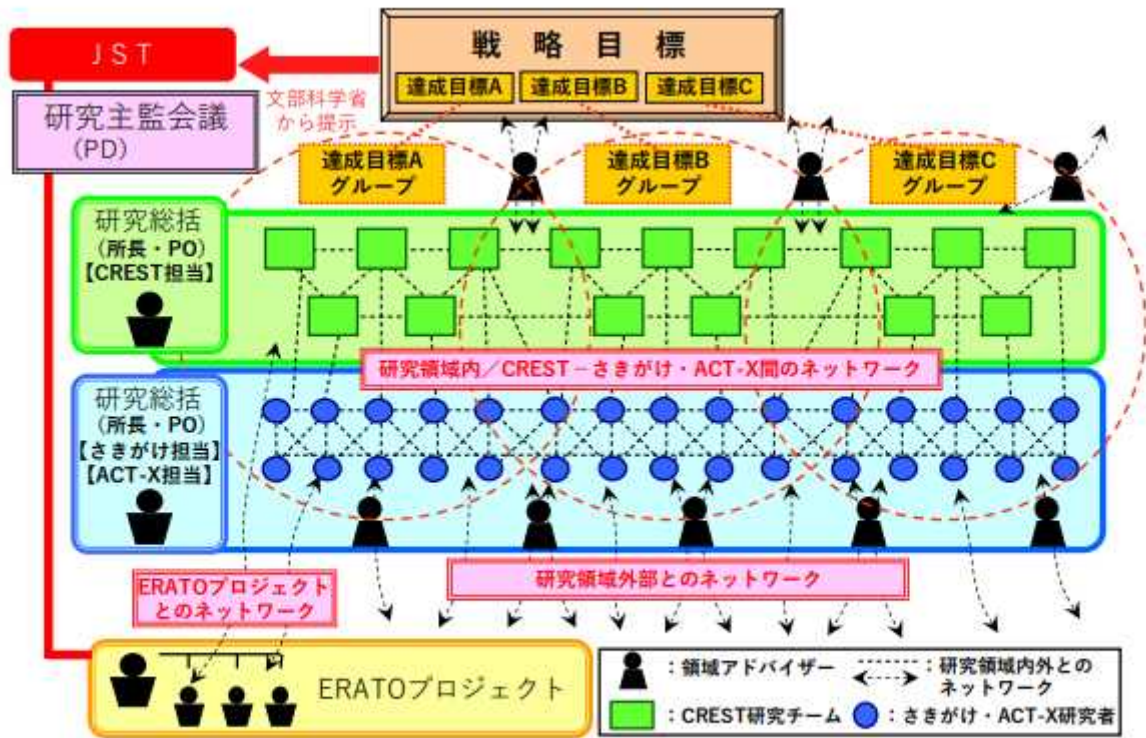 戦略目標
達成目標A
達成目標B
達成目標C
JST
文部科学省
から提示
研究主監会議
(PD)
達成目標A
グループ
達成目標B
グループ
達成目標C
グループ
研究総括
(所長・PO)
【CREST担当】
研究領域内／CREST－さきがけ・ACT-X間のネットワーク
研究総括
(所長・PO)
【さきがけ担当】
【ACT-X担当】
ERATOプロジェクト
とのネットワーク
研究領域外部とのネットワーク
ERATOプロジェクト
：領域アドバイザー
：研究領域内外との
ネットワーク
：CREST研究チーム
：さきがけ・ACT-X研究者